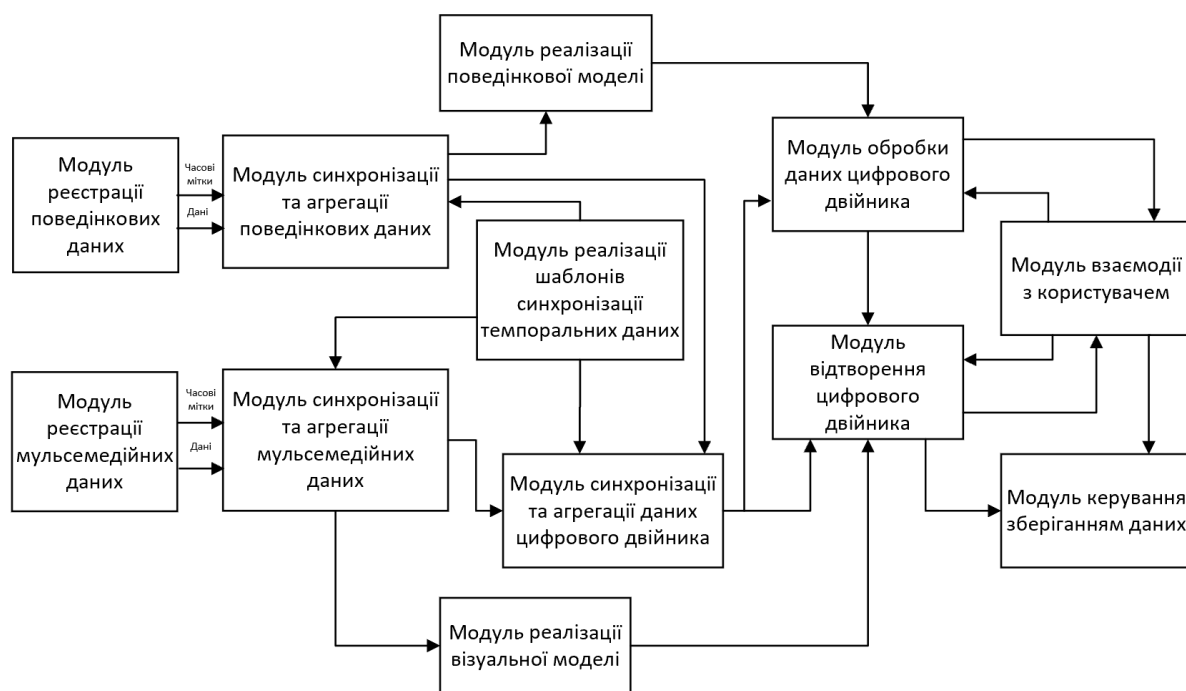 Модуль реалізації
поведінкової моделі
Модуль
реєстрації
поведінкових
даних
Часові
мітки
Дані
Модуль синхронізації
та агрегації
поведінкових даних
Модуль обробки
даних цифрового
двійника
Модуль реалізації
шаблонів
синхронізації
темпоральних даних
Модуль взаємодії
з користувачем
Модуль
відтворення
цифрового
двійника
Модуль
реєстрації
мульсемедійних
даних
Часові
мітки
Дані
Модуль синхронізації
та агрегації
мульсемедійних
даних
Модуль синхронізації
та агрегації даних
цифрового двійника
Модуль керування
зберіганням даних
Модуль реалізації
візуальної моделі